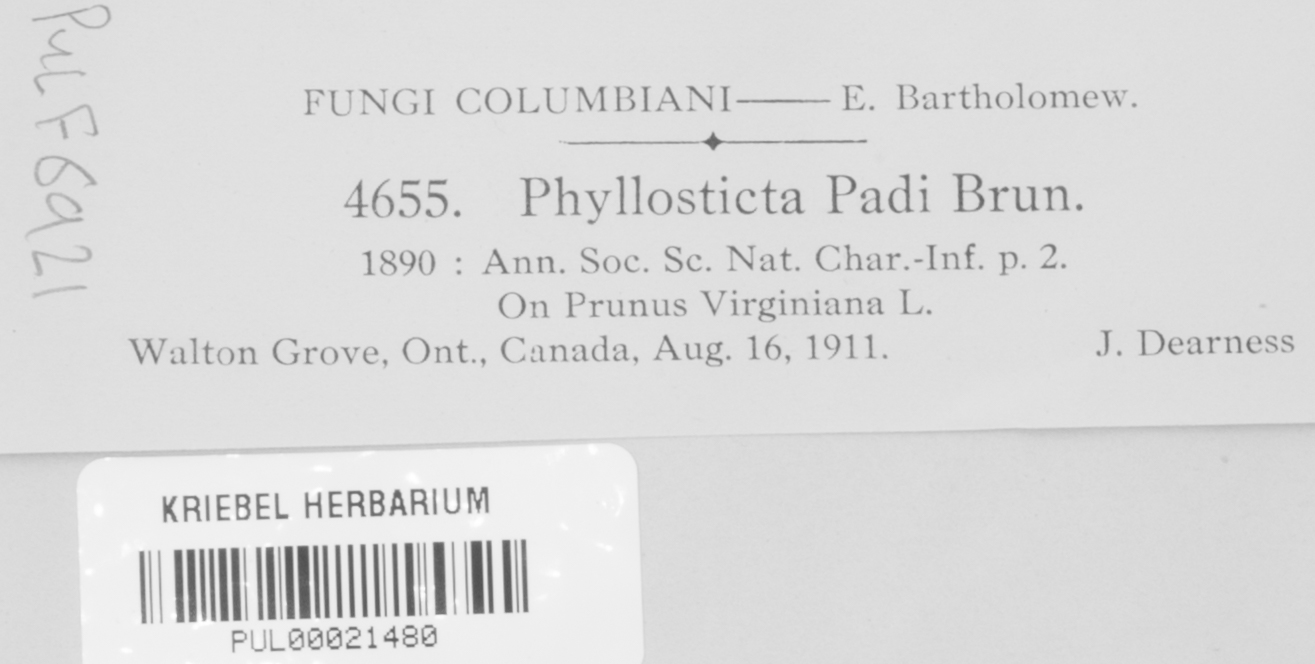 PUL F6921
FUNGI COLUMBIANI—— E. Bartholomew.
4655. Phyllosticta Padi Brun.
1890 : Ann. Soc. Sc. Nat. Char.-Inf. p. 2.
On Prunus Virginiana L.
Walton Grove, Ont., Canada, Aug. 16, 1911. J. Dearness
KRIEBEL HERBARIUM
PUL00021480